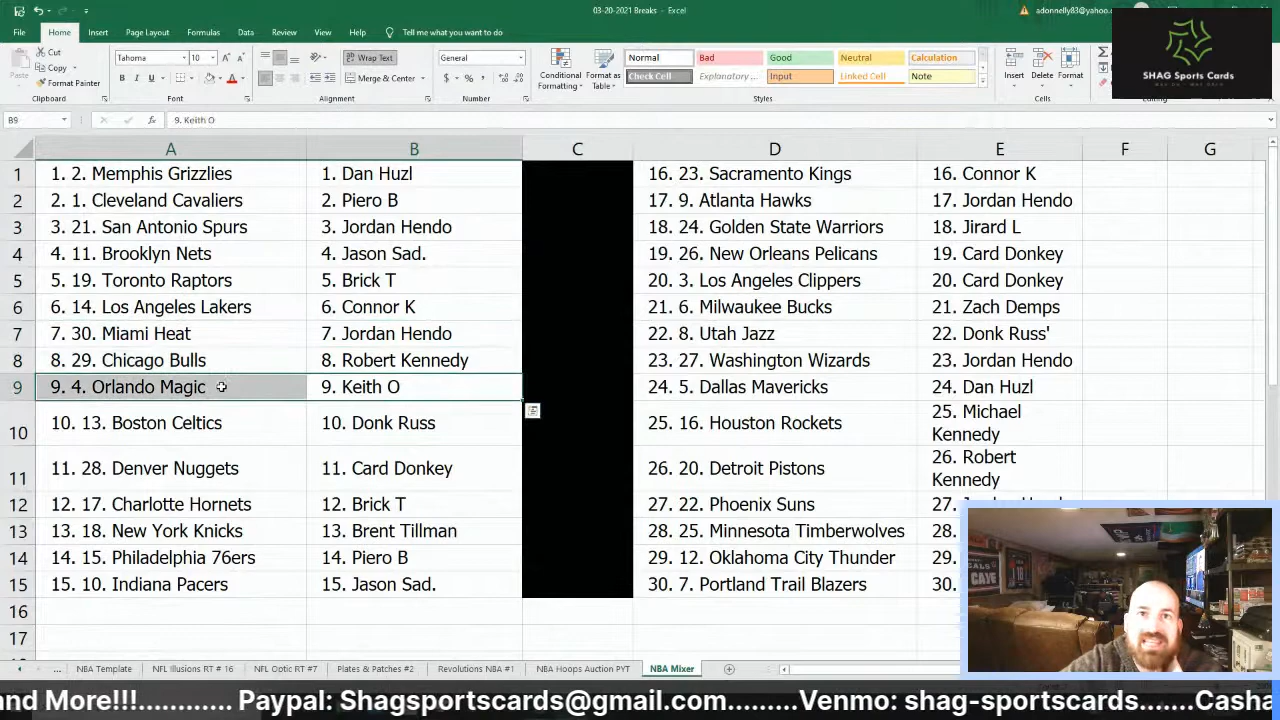 03-20-2021 Breaks - Excel
adonnelly83@yahoo.c
File Home Insert Page Layout Formulas Data Review View Help Tell me what you want to do
Cut
Copy
Format Painter
Paste
Clipboard
Tahoma 10
B I U
Font
Wrap Text
Merge & Center
Alignment
General
Number
Conditional Formatting
Format as Table
Normal Bad Good Neutral Calculation
Check Cell Explanatory ... Input Linked Cell Note
Styles
Insert Delete Format
Cells
Editing
SHAG Sports Cards
B9
9. Keith O
A B C D E F G
1 1. 2. Memphis Grizzlies 1. Dan Huzl 16. 23. Sacramento Kings 16. Connor K
2 2. 1. Cleveland Cavaliers 2. Piero B 17. 9. Atlanta Hawks 17. Jordan Hendo
3 3. 21. San Antonio Spurs 3. Jordan Hendo 18. 24. Golden State Warriors 18. Jirard L
4 4. 11. Brooklyn Nets 4. Jason Sad. 19. 26. New Orleans Pelicans 19. Card Donkey
5 5. 19. Toronto Raptors 5. Brick T 20. 3. Los Angeles Clippers 20. Card Donkey
6 6. 14. Los Angeles Lakers 6. Connor K 21. 6. Milwaukee Bucks 21. Zach Demps
7 7. 30. Miami Heat 7. Jordan Hendo 22. 8. Utah Jazz 22. Donk Russ'
8 8. 29. Chicago Bulls 8. Robert Kennedy 23. 27. Washington Wizards 23. Jordan Hendo
9 9. 4. Orlando Magic 9. Keith O 24. 5. Dallas Mavericks 24. Dan Huzl
10 10. 13. Boston Celtics 10. Donk Russ 25. 16. Houston Rockets 25. Michael Kennedy
11 11. 28. Denver Nuggets 11. Card Donkey 26. 20. Detroit Pistons 26. Robert Kennedy
12 12. 17. Charlotte Hornets 12. Brick T 27. 22. Phoenix Suns 27.
13 13. 18. New York Knicks 13. Brent Tillman 28. 25. Minnesota Timberwolves 28.
14 14. 15. Philadelphia 76ers 14. Piero B 29. 12. Oklahoma City Thunder 29.
15 15. 10. Indiana Pacers 15. Jason Sad. 30. 7. Portland Trail Blazers 30.
16
17
CAVE
... NBA Template NFL Illusions RT # 16 NFL Optic RT #7 Plates & Patches #2 Revolutions NBA #1 NBA Hoops Auction PYT NBA Mixer
and More!!!............ Paypal: Shagsportscards@gmail.com.........Venmo: shag-sportscards.......Casha